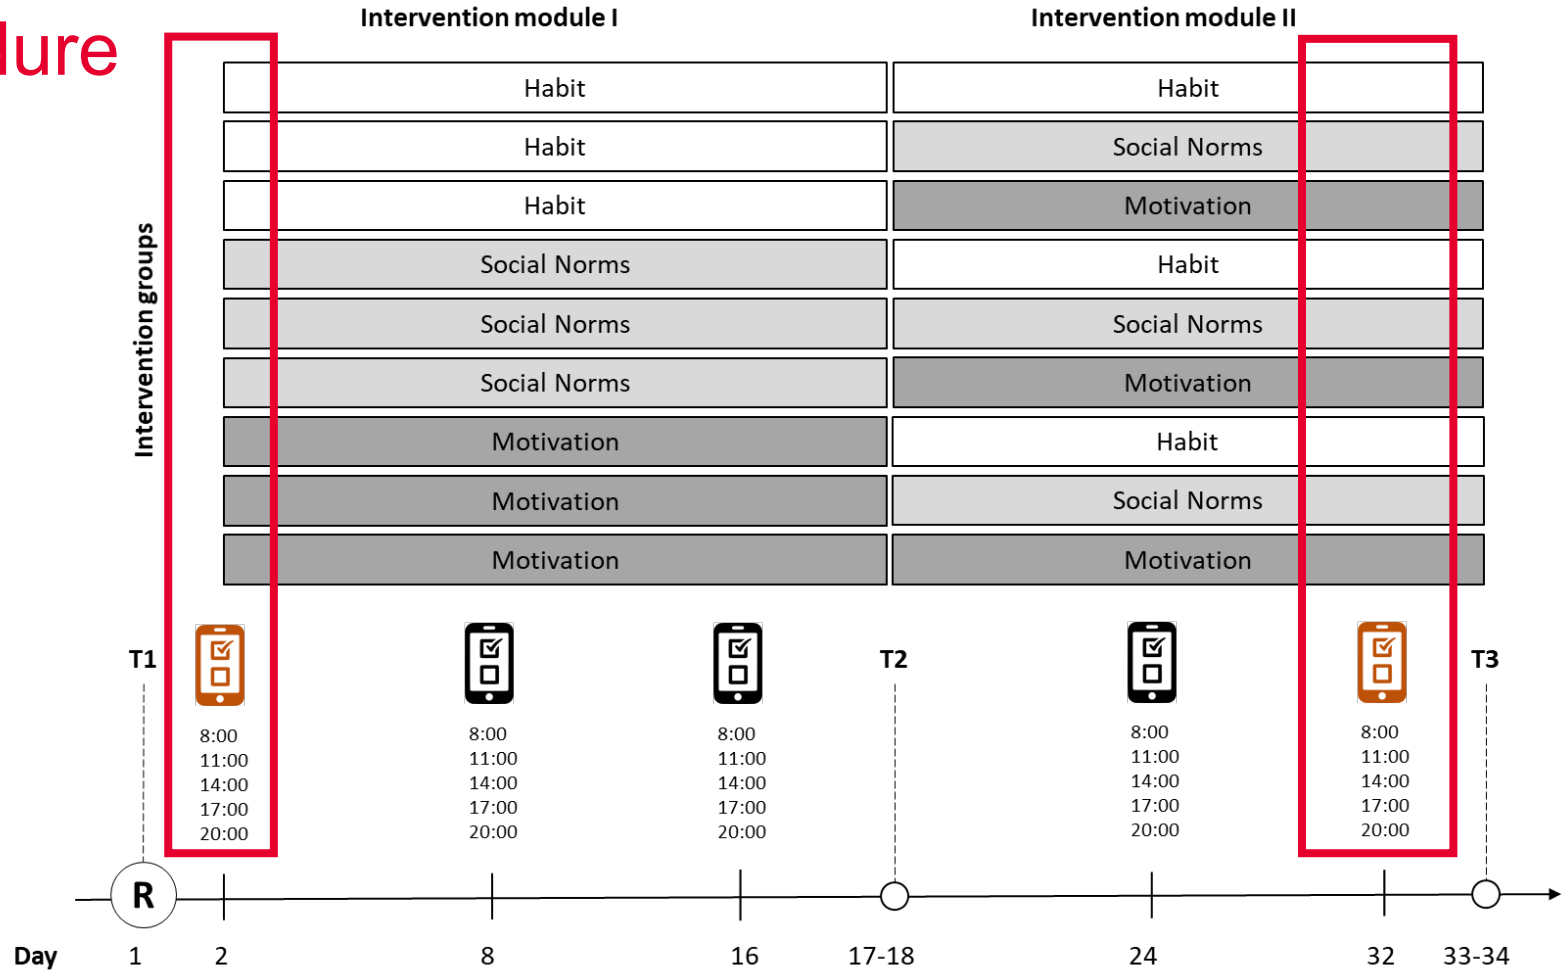 dure
Intervention module I
Intervention module II
Intervention groups
Habit
Habit
Habit
Social Norms
Habit
Motivation
Social Norms
Habit
Social Norms
Social Norms
Social Norms
Motivation
Motivation
Habit
Motivation
Social Norms
Motivation
Motivation
T1
T2
T3
8:00
11:00
14:00
17:00
20:00
8:00
11:00
14:00
17:00
20:00
8:00
11:00
14:00
17:00
20:00
8:00
11:00
14:00
17:00
20:00
8:00
11:00
14:00
17:00
20:00
R
Day 1 2 8 16 17-18 24 32 33-34